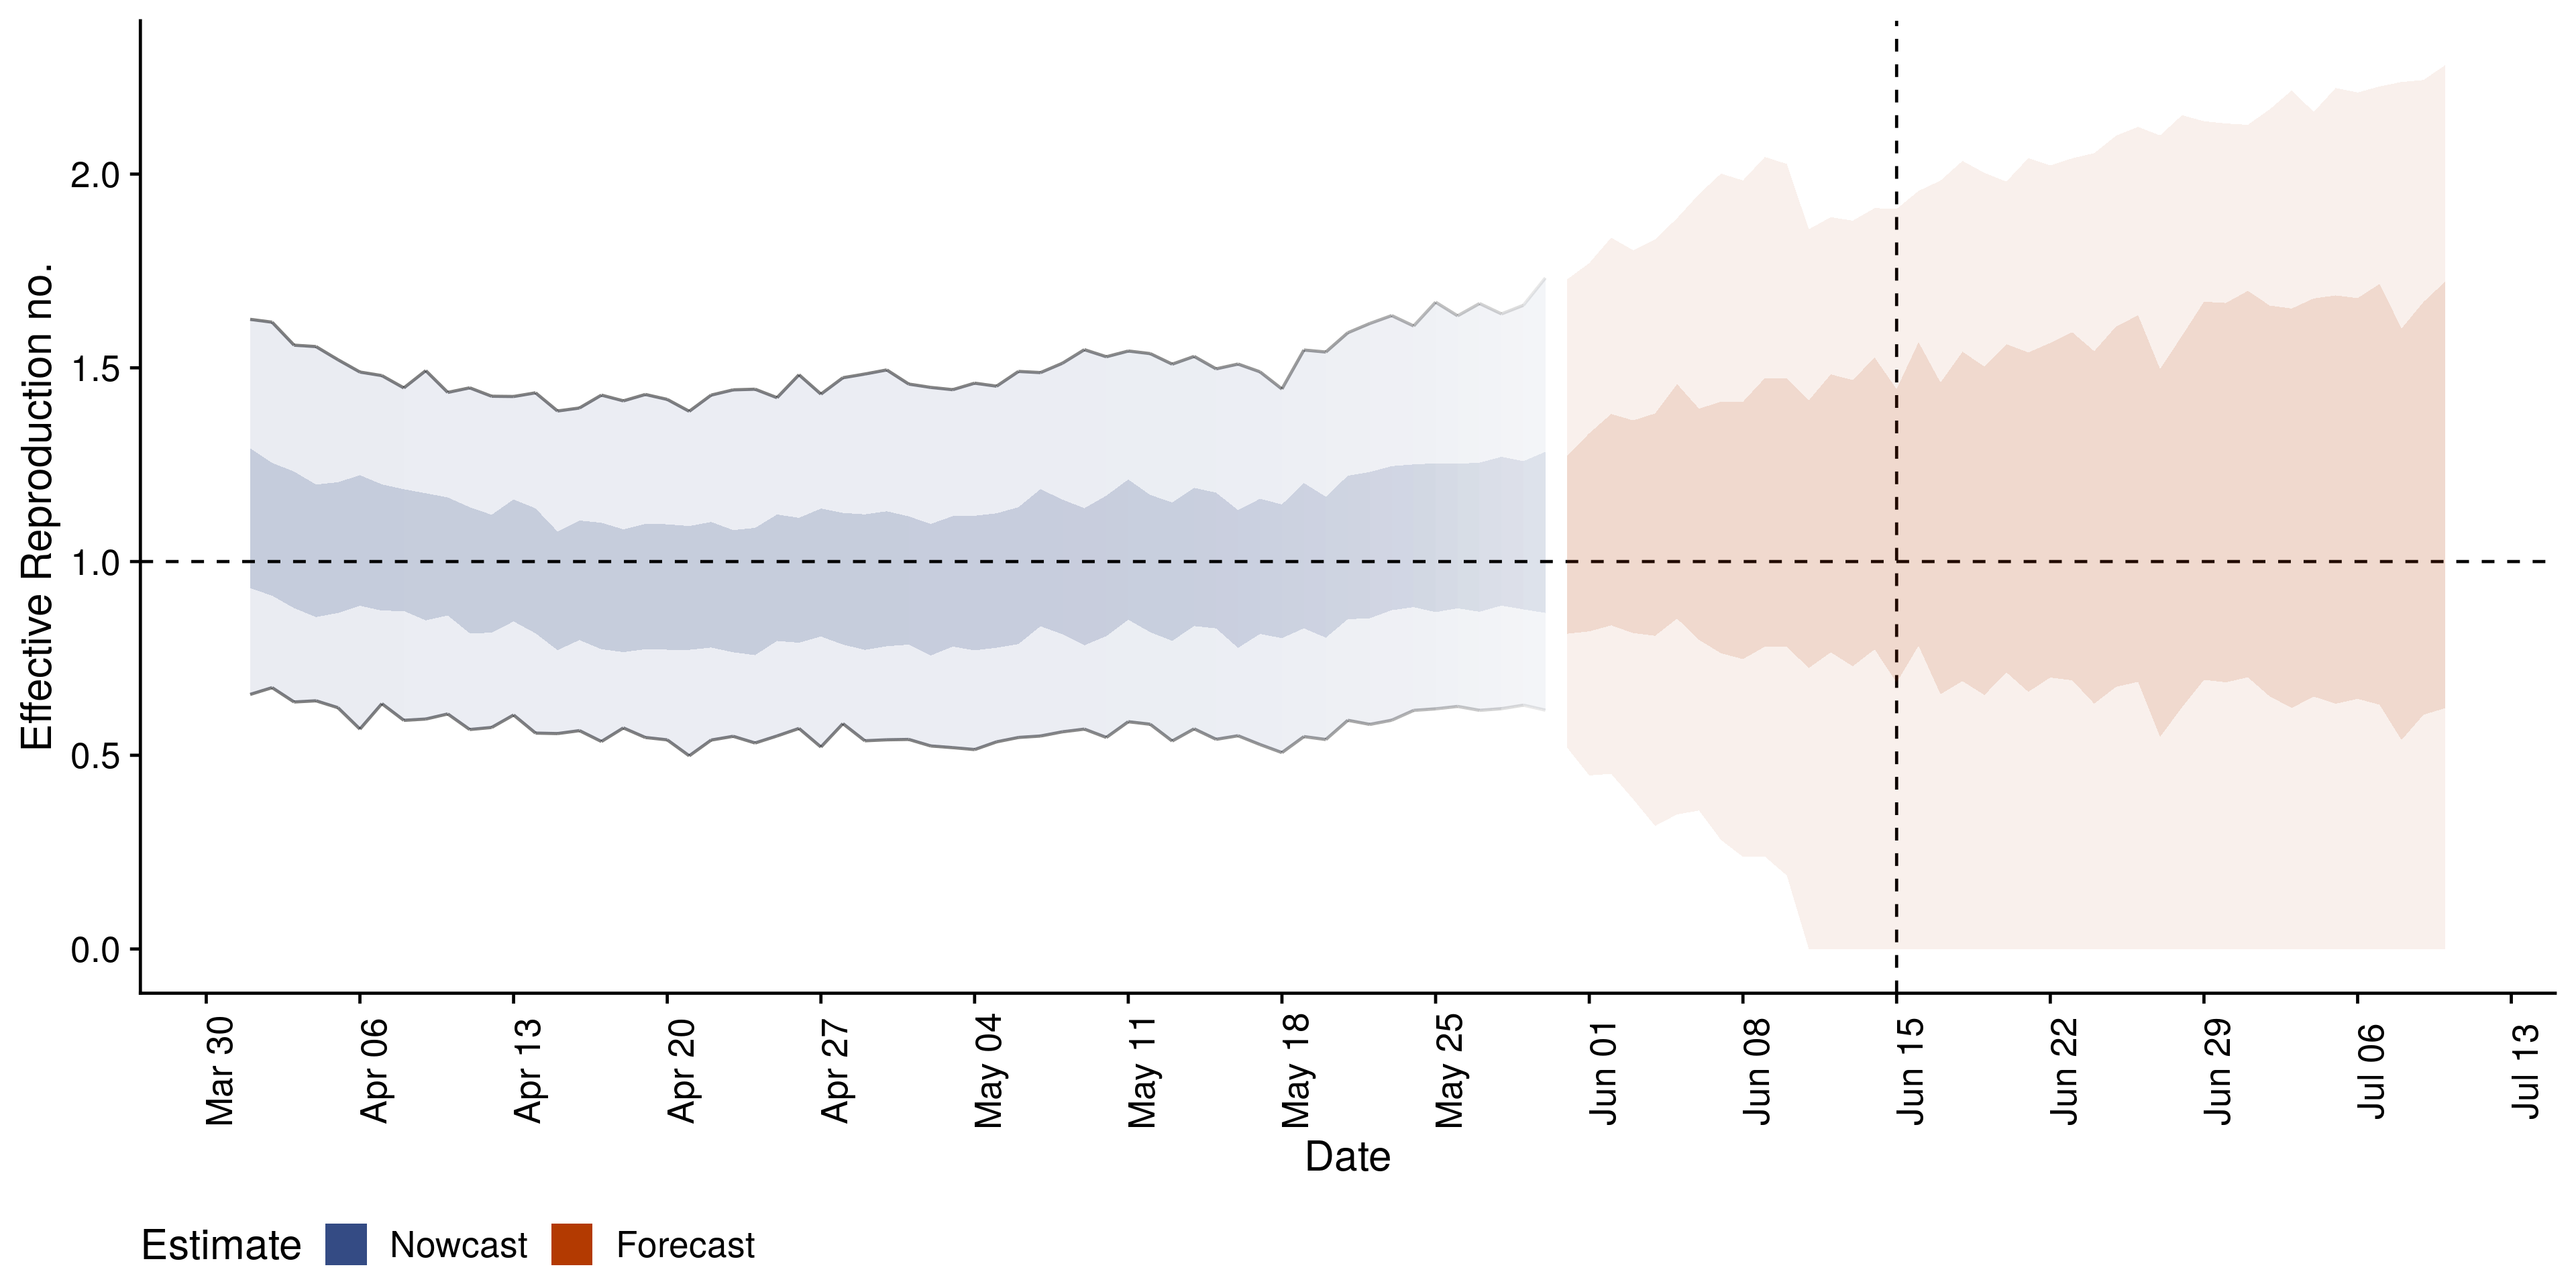 Effective Reproduction no.
2.0
1.5
1.0
0.5
0.0
Mar 30
Apr 06
Apr 13
Apr 20
Apr 27
May 04
May 11
May 18
May 25
Jun 01
Jun 08
Jun 15
Jun 22
Jun 29
Jul 06
Jul 13
Date
Estimate Nowcast Forecast